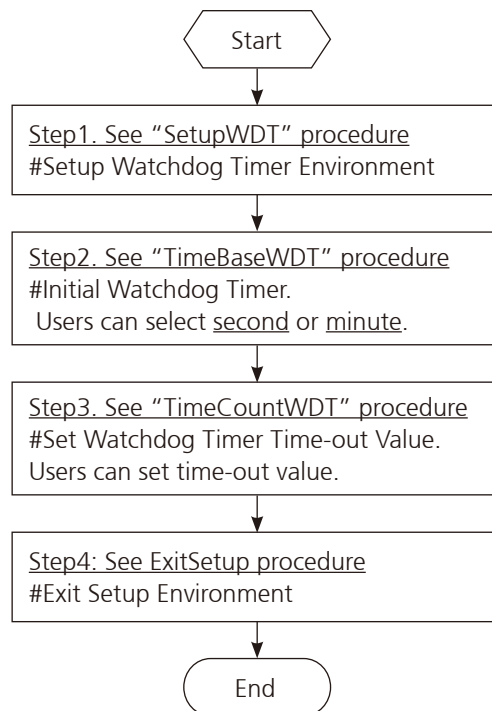 Start
Step1. See “SetupWDT” procedure
#Setup Watchdog Timer Environment
Step2. See “TimeBaseWDT” procedure
#Initial Watchdog Timer.
Users can select second or minute.
Step3. See “TimeCountWDT” procedure
#Set Watchdog Timer Time-out Value.
Users can set time-out value.
Step4: See ExitSetup procedure
#Exit Setup Environment
End